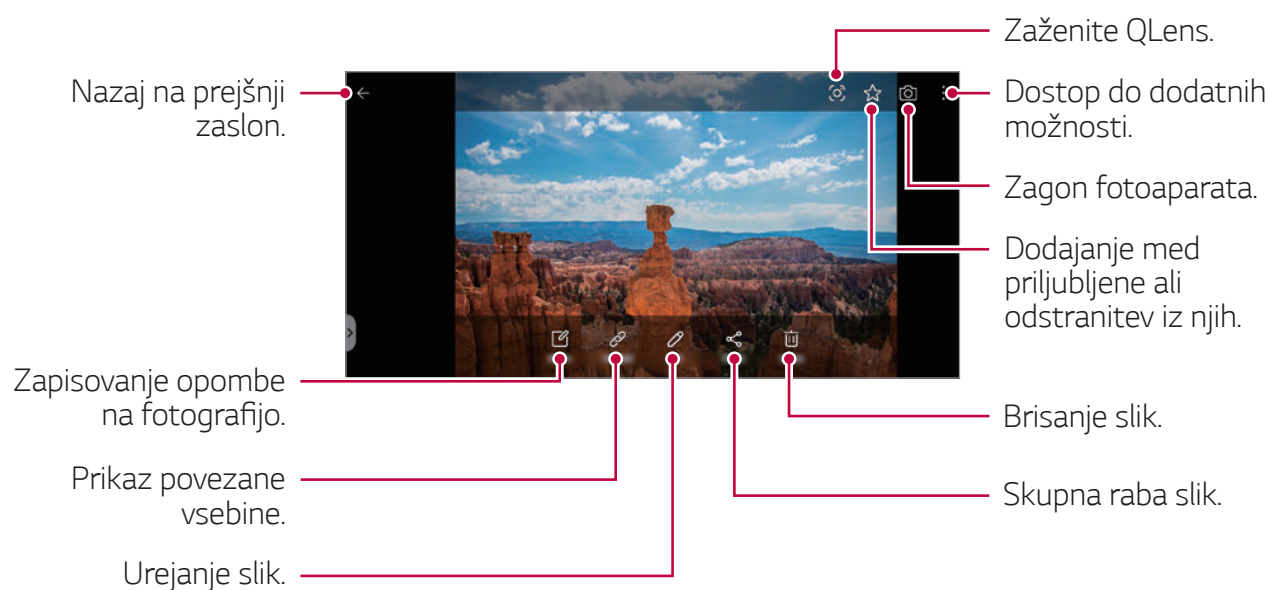 Zaženite QLens.
Nazaj na prejšnji
zaslon.
Dostop do dodatnih
možnosti.
Zagon fotoaparata.
Dodajanje med
priljubljene ali
odstranitev iz njih.
Zapisovanje opombe
na fotografijo.
Brisanje slik.
Prikaz povezane
vsebine.
Skupna raba slik.
Urejanje slik.